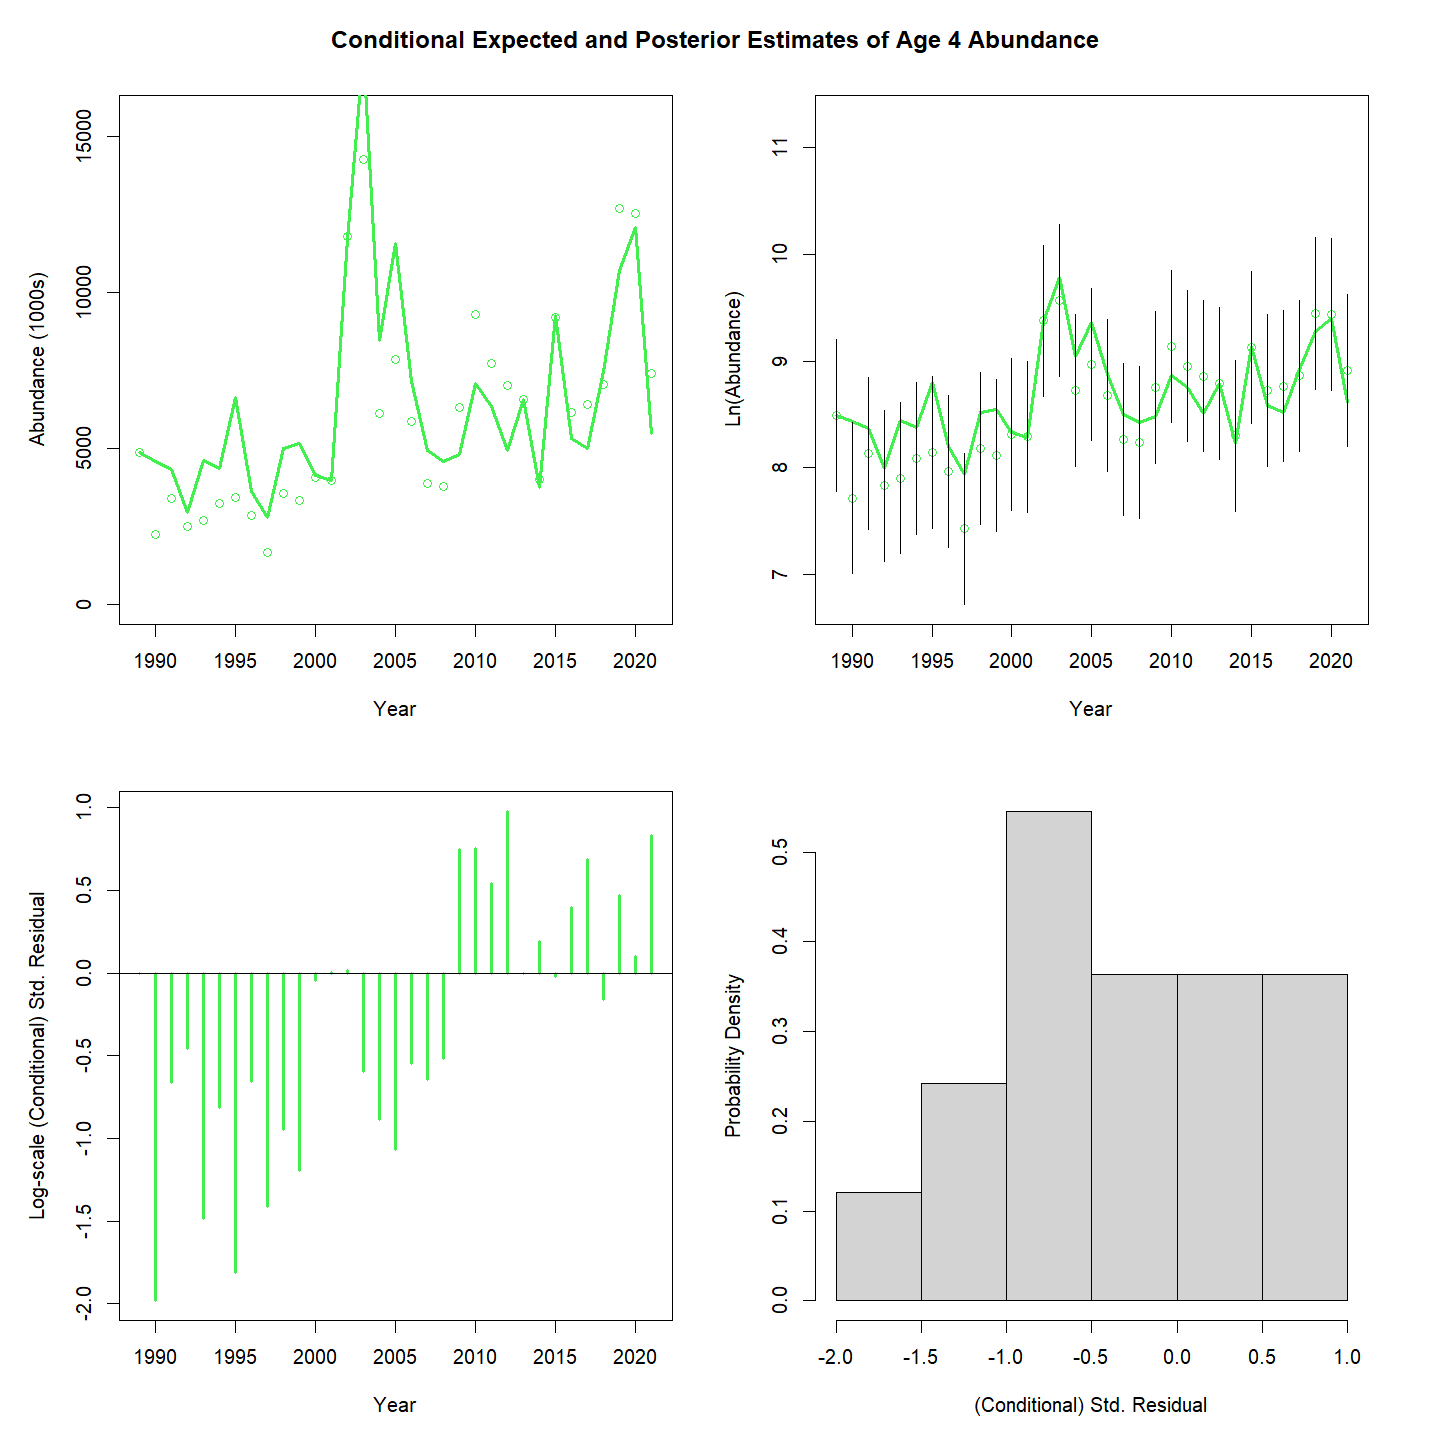 Conditional Expected and Posterior Estimates of Age 4 Abundance
Abundance (1000s)
15000
10000
5000
0
1990 1995 2000 2005 2010 2015 2020
Year
Ln(Abundance)
11
10
9
8
7
1990 1995 2000 2005 2010 2015 2020
Year
Log-scale (Conditional) Std. Residual
1.0
0.5
0.0
-0.5
-1.0
-1.5
-2.0
1990 1995 2000 2005 2010 2015 2020
Year
Probability Density
0.5
0.4
0.3
0.2
0.1
0.0
-2.0 -1.5 -1.0 -0.5 0.0 0.5 1.0
(Conditional) Std. Residual